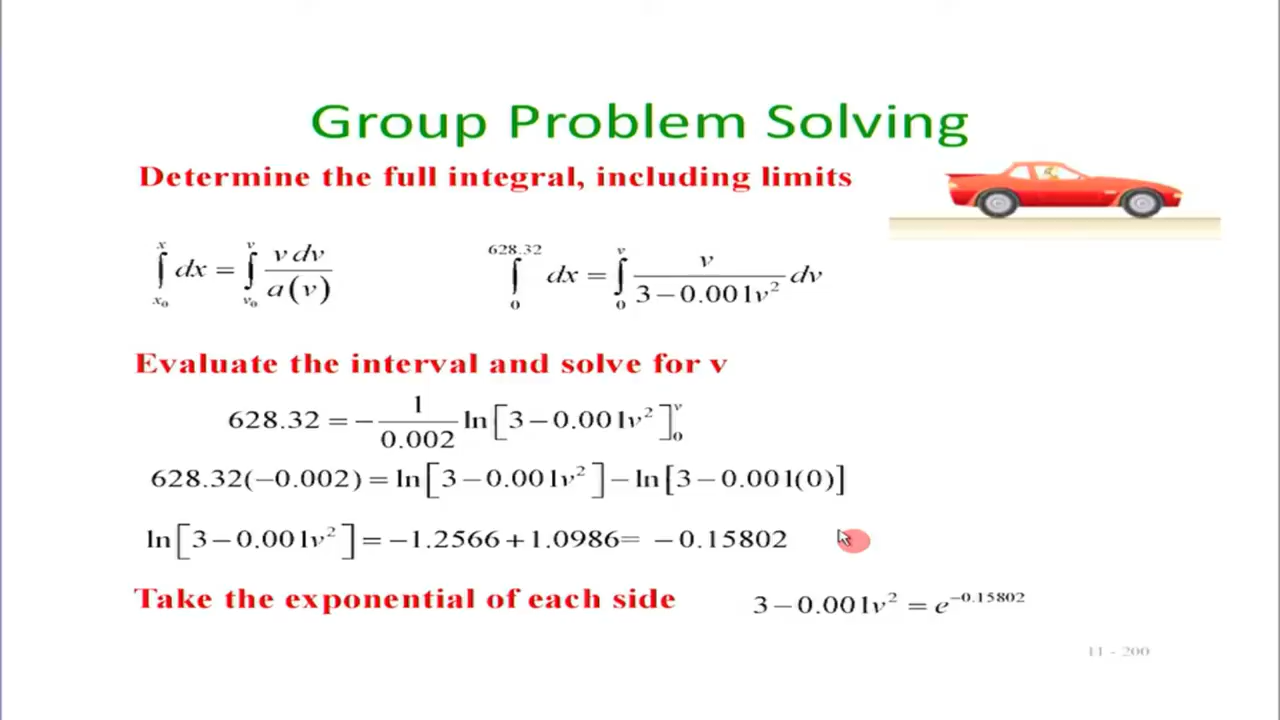 Group Problem Solving
Determine the full integral, including limits
∫_{x₀}^{x} dx = ∫_{v₀}^{v} v dv / a(v)
∫_{0}^{628.32} dx = ∫_{0}^{v} v / (3 − 0.001v²) dv
Evaluate the interval and solve for v
628.32 = − 1/0.002 ln[3 − 0.001v²]_{0}^{v}
628.32(−0.002) = ln[3 − 0.001v²] − ln[3 − 0.001(0)]
ln[3 − 0.001v²] = −1.2566 + 1.0986 = −0.15802
Take the exponential of each side
3 − 0.001v² = e^{−0.15802}
11 - 200